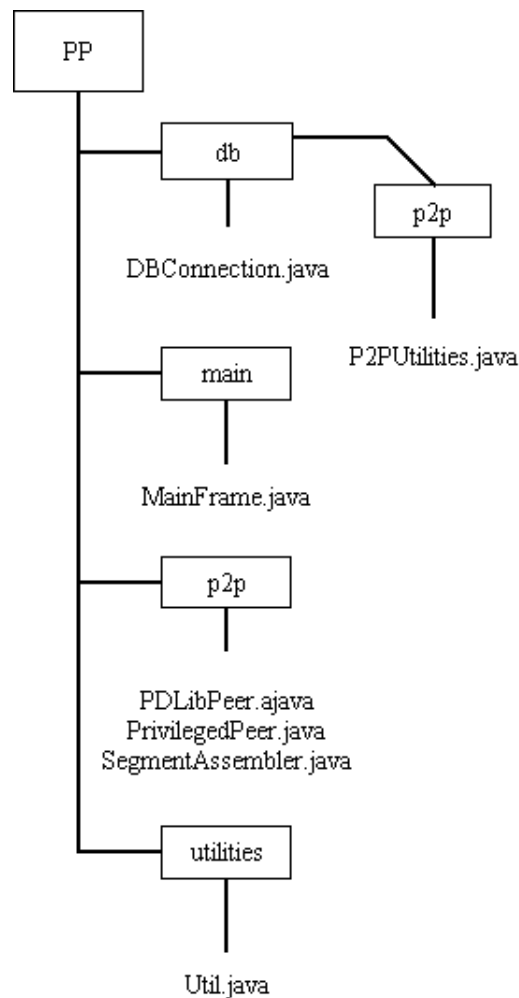 PP
db
p2p
DBConnection.java
P2PUtilities.java
main
MainFrame.java
p2p
PDLibPeer.ajava
PrivilegedPeer.java
SegmentAssembler.java
utilities
Util.java